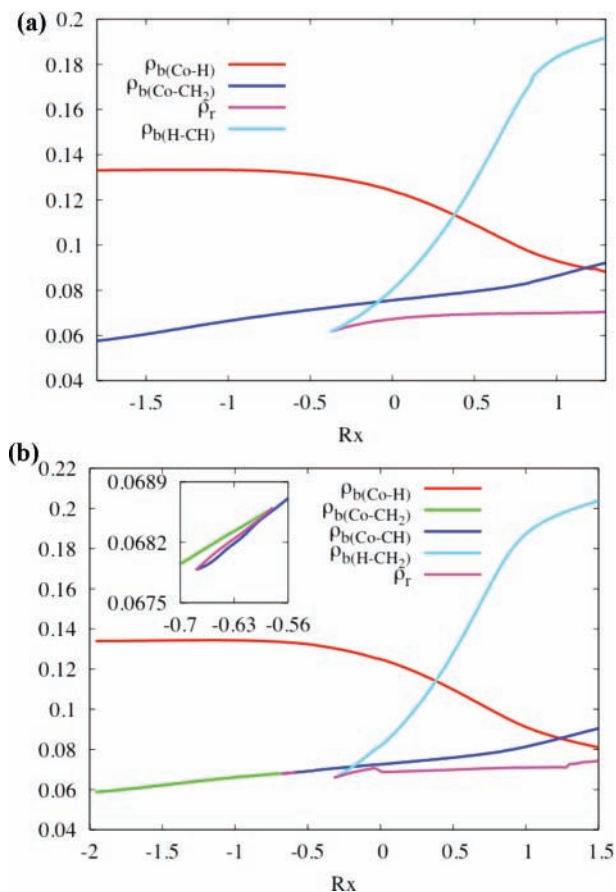 (a)
0.2
0.18
0.16
0.14
0.12
0.1
0.08
0.06
0.04
ρb(Co-H)
ρb(Co-CH2)
ρ̄r
ρb(H-CH)
-1.5 -1 -0.5 0 0.5 1
Rx
(b)
0.22
0.2
0.18
0.16
0.14
0.12
0.1
0.08
0.06
0.04
0.0689
0.0682
0.0675
-0.7 -0.63 -0.56
ρb(Co-H)
ρb(Co-CH2)
ρb(Co-CH)
ρb(H-CH2)
ρ̄r
-2 -1.5 -1 -0.5 0 0.5 1 1.5
Rx